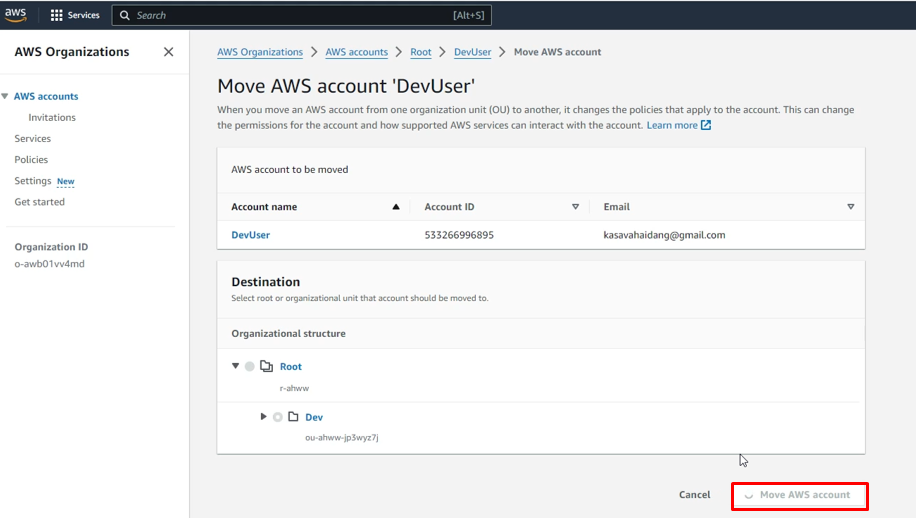 aws
Services
Search
[Alt+S]
AWS Organizations
AWS accounts
Invitations
Services
Policies
Settings New
Get started
Organization ID
o-awb01vv4md
AWS Organizations > AWS accounts > Root > DevUser > Move AWS account
Move AWS account 'DevUser'
When you move an AWS account from one organization unit (OU) to another, it changes the policies that apply to the account. This can change
the permissions for the account and how supported AWS services can interact with the account. Learn more
AWS account to be moved
Account name Account ID Email
DevUser 533266996895 kasavahaidang@gmail.com
Destination
Select root or organizational unit that account should be moved to.
Organizational structure
Root
r-ahww
Dev
ou-ahww-jp3wyz7j
Cancel Move AWS account